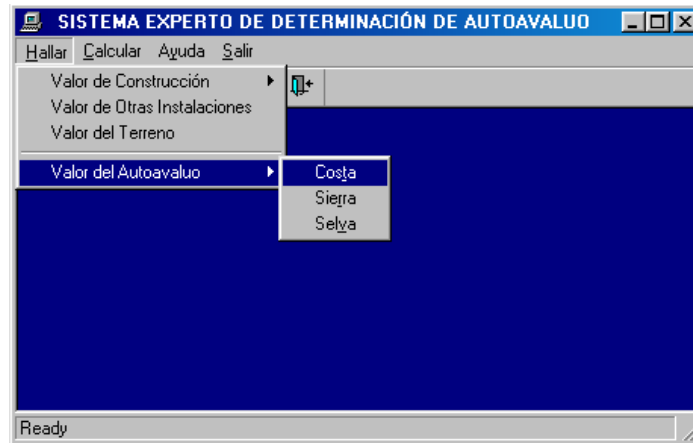 SISTEMA EXPERTO DE DETERMINACIÓN DE AUTOAVALUO
Hallar Calcular Ayuda Salir
Valor de Construcción
Valor de Otras Instalaciones
Valor del Terreno
Valor del Autoavaluo
Costa
Sierra
Selva
Ready